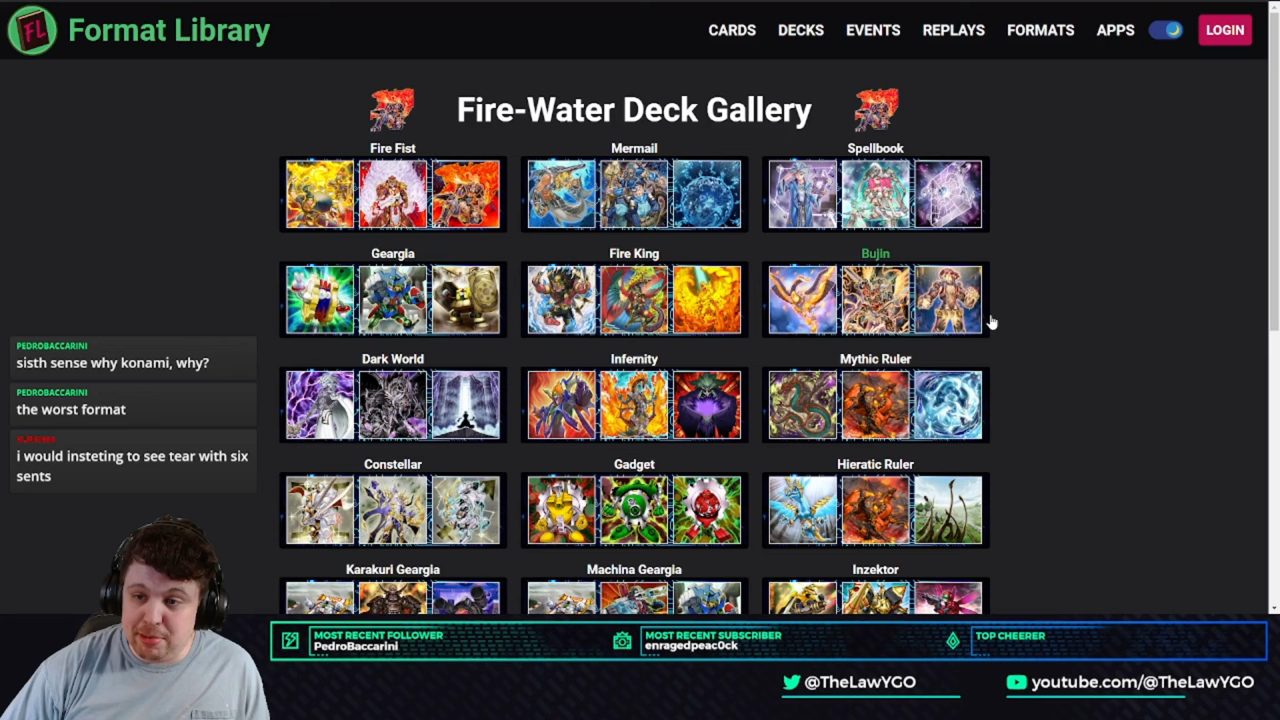 FL Format Library
CARDS DECKS EVENTS REPLAYS FORMATS APPS LOGIN
Fire-Water Deck Gallery
Fire Fist Mermail Spellbook
Geargia Fire King Bujin
Dark World Infernity Mythic Ruler
Constellar Gadget Hieratic Ruler
Karakuri Geargia Machina Geargia Inzektor
PEDROBACCARINI
sisth sense why konami, why?
PEDROBACCARINI
the worst format
i would insteting to see tear with six
sents
MOST RECENT FOLLOWER
PedroBaccarini
MOST RECENT SUBSCRIBER
enragedpeac0ck
TOP CHEERER
@TheLawYGO
youtube.com/@TheLawYGO